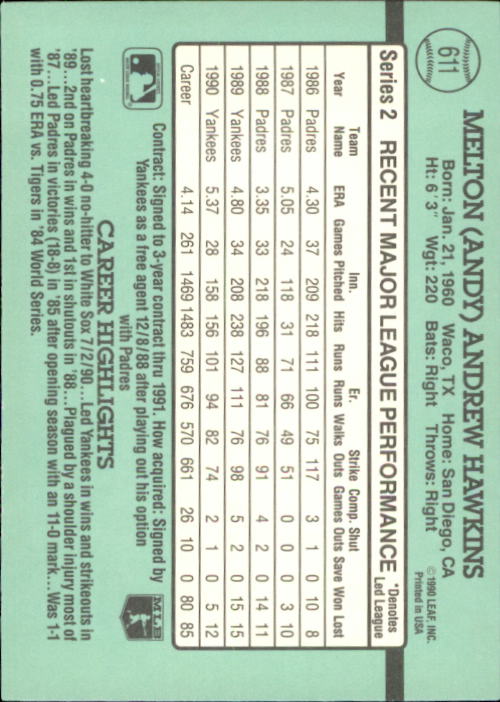 611
MELTON (ANDY) ANDREW HAWKINS
©1990 LEAF, INC.
Printed in USA
Born: Jan. 21, 1960 Waco, TX Home: San Diego, CA
Ht: 6'3" Wgt: 220 Bats: Right Throws: Right
Series 2 RECENT MAJOR LEAGUE PERFORMANCE *Denotes Led League
Year Team Name ERA Games Inn. Pitched Hits Runs Er. Runs Walks Strike Outs Comp. Games Shut Outs Save Won Lost
1986 Padres 4.30 37 209 218 111 100 75 117 3 1 0 10 8
1987 Padres 5.05 24 118 31 71 66 49 51 0 0 0 3 10
1988 Padres 3.35 33 218 196 88 81 76 91 4 2 0 14 11
1989 Yankees 4.80 34 208 238 127 111 76 98 5 2 0 15 15
1990 Yankees 5.37 28 158 156 101 94 82 74 2 1 0 5 12
Career 4.14 261 1469 1483 759 676 570 661 26 10 0 80 85
Contract: Signed to 3-year contract thru 1991. How acquired: Signed by
Yankees as a free agent 12/8/88 after playing out his option
with Padres
MLB
CAREER HIGHLIGHTS
Lost heartbreaking 4-0 no-hitter to White Sox 7/2/90...Led Yankees in wins and strikeouts in
'89...2nd on Padres in wins and 1st in shutouts in '88....Plagued by a shoulder injury most of
'87...Led Padres in victories (18-8) in '85 after opening season with an 11-0 mark...Was 1-1
with 0.75 ERA vs. Tigers in '84 World Series.